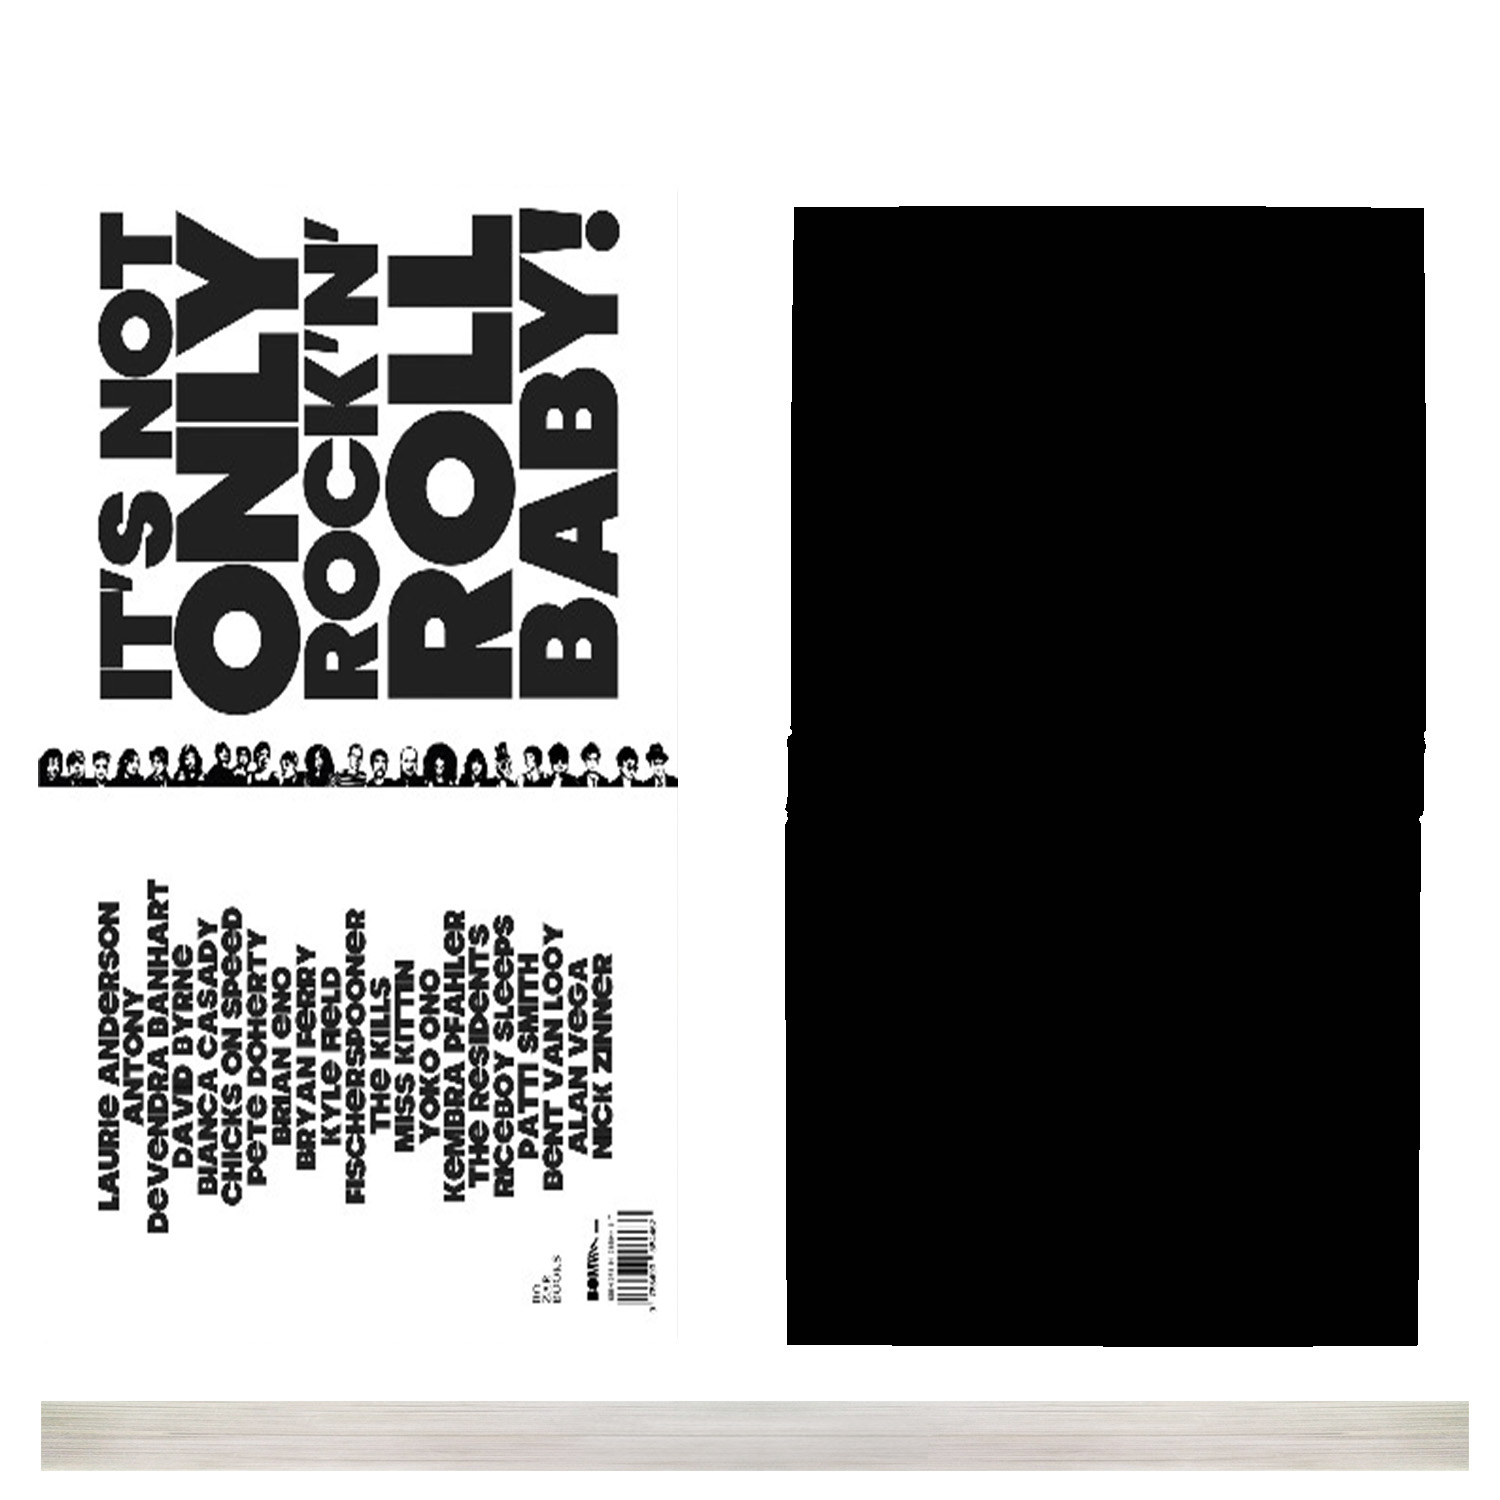 IT'S NOT
ONLY
ROCK'N'
ROLL
BABY!
LAURIE ANDERSON
ANTONY
DEVENDRA BANHART
DAVID BYRNE
BIANCA CASADY
CHICKS ON SPEED
PETE DOHERTY
BRIAN ENO
BRYAN FERRY
KYLE FIELD
FISCHERSPOONER
THE KILLS
MISS KITTIN
YOKO ONO
KEMBRA PFAHLER
THE RESIDENTS
RICEBOY SLEEPS
PATTI SMITH
BENT VAN LOOY
ALAN VEGA
NICK ZINNER
BO
ZAR
BOOKS